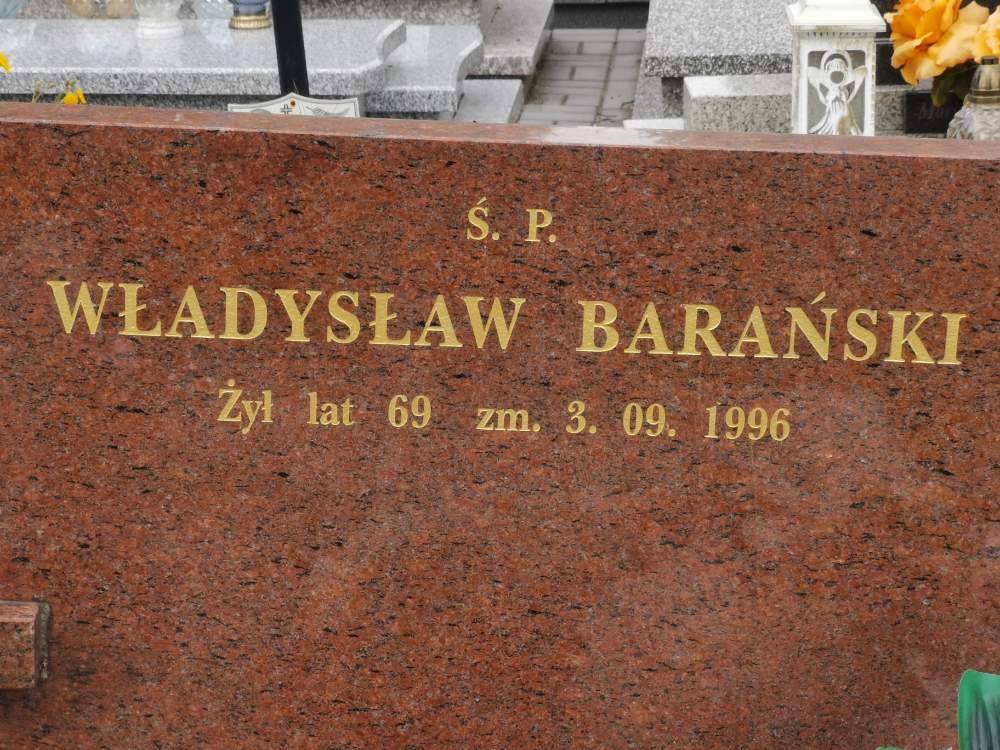 Ś. P.
WŁADYSŁAW BARAŃSKI
Żył lat 69 zm. 3. 09. 1996